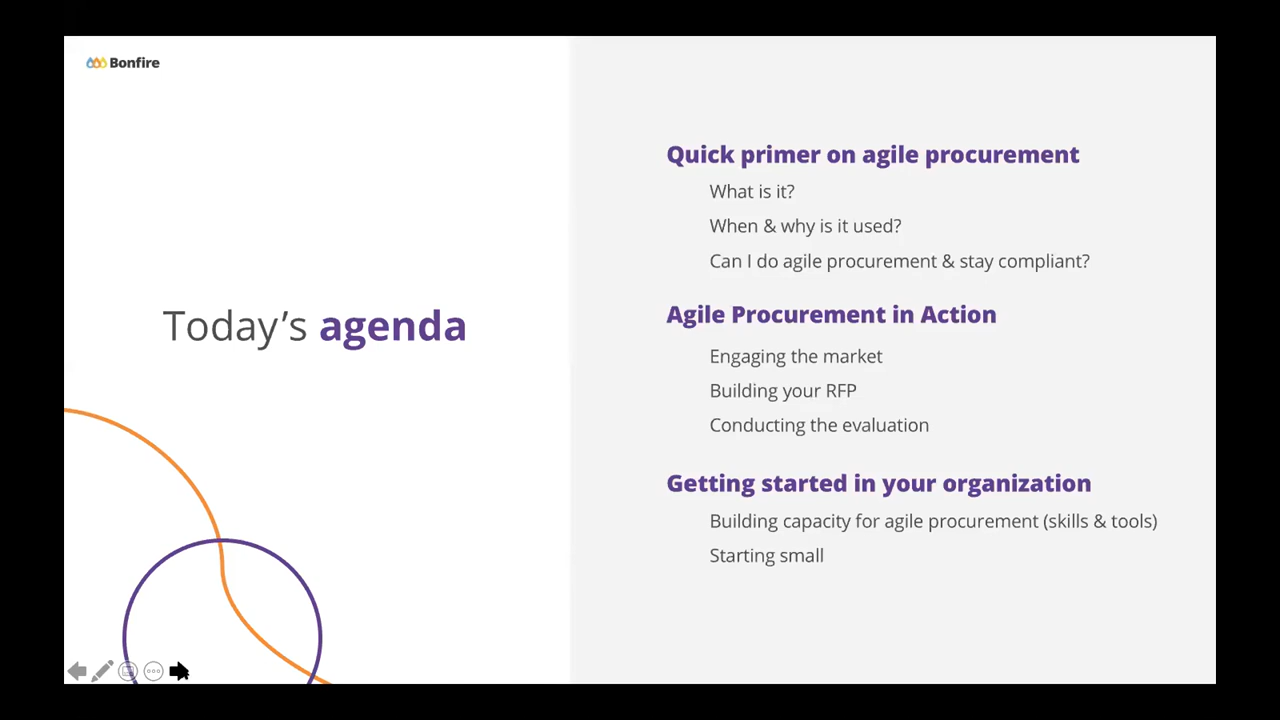 Bonfire
Today's agenda
Quick primer on agile procurement
What is it?
When & why is it used?
Can I do agile procurement & stay compliant?
Agile Procurement in Action
Engaging the market
Building your RFP
Conducting the evaluation
Getting started in your organization
Building capacity for agile procurement (skills & tools)
Starting small